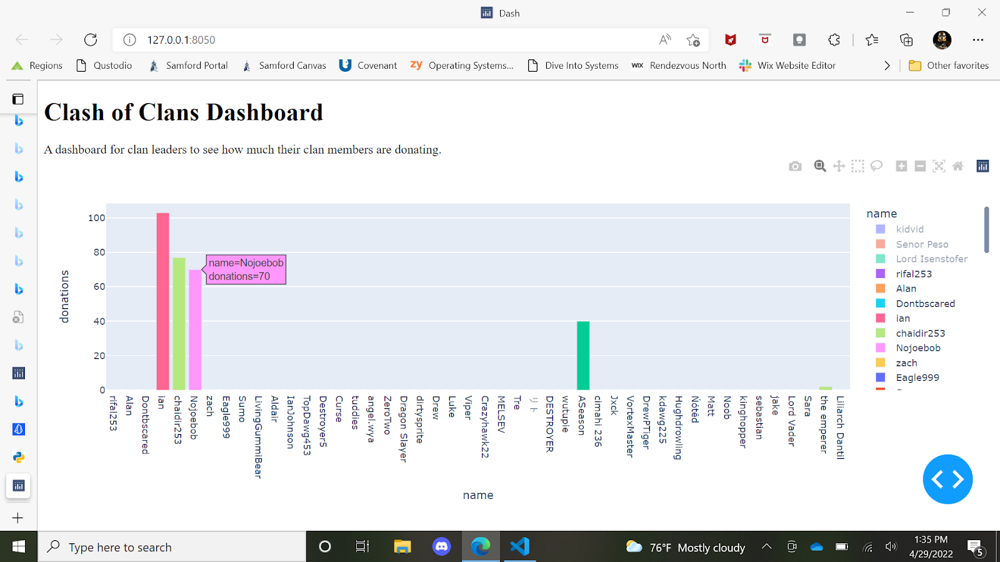 Dash
127.0.0.1:8050
Regions Qustodio Samford Portal Samford Canvas Covenant zy Operating Systems... Dive Into Systems WIX Rendezvous North Wix Website Editor Other favorites
Clash of Clans Dashboard
A dashboard for clan leaders to see how much their clan members are donating.
100
80
60
40
20
0
donations
name=Nojoebob
donations=70
rifal253
Alan
Dontbscared
ian
chaidir253
Nojoebob
zach
Eagle999
Sumo
LivingGummiBear
Aldair
IanJohnson
TopDawg453
Destroyer5
Curse
tuddies
angel.wya
ZeroTwo
Dragon Slayer
dirtysprite
Drew
Luke
Viper
Crazyhawk22
MELSEV
Tre
リト
DESTROYER
wutupie
ASeason
cimahi 236
Jxck
VortexMaster
DrewPTiger
kdawg225
Hughdrowling
Ńótéd
Matt
Noob
kinghopper
sebastian
jake
Lord Vader
Sara
the emperer
Liliarch Dantil
name
name
kidvid
Senor Peso
Lord Isenstofer
rifal253
Alan
Dontbscared
ian
chaidir253
Nojoebob
zach
Eagle999
Type here to search
76°F Mostly cloudy
1:35 PM
4/29/2022
5